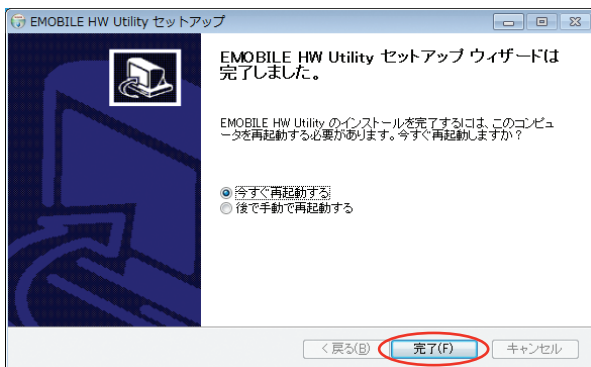 EMOBILE HW Utility セットアップ
EMOBILE HW Utility セットアップ ウィザードは
完了しました。
EMOBILE HW Utility のインストールを完了するには、このコンピュ
ータを再起動する必要があります。今すぐ再起動しますか？
今すぐ再起動する
後で手動で再起動する
< 戻る(B)
完了(F)
キャンセル